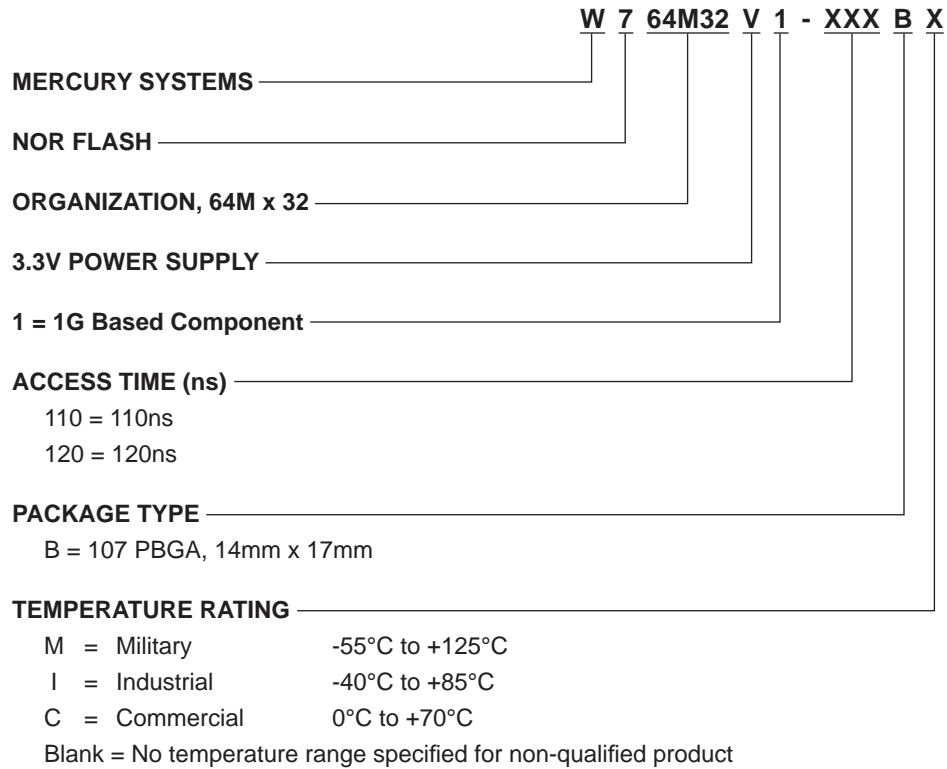 W 7 64M32 V 1 - XXX B X
MERCURY SYSTEMS
NOR FLASH
ORGANIZATION, 64M x 32
3.3V POWER SUPPLY
1 = 1G Based Component
ACCESS TIME (ns)
110 = 110ns
120 = 120ns
PACKAGE TYPE
B = 107 PBGA, 14mm x 17mm
TEMPERATURE RATING
M = Military -55°C to +125°C
I = Industrial -40°C to +85°C
C = Commercial 0°C to +70°C
Blank = No temperature range specified for non-qualified product